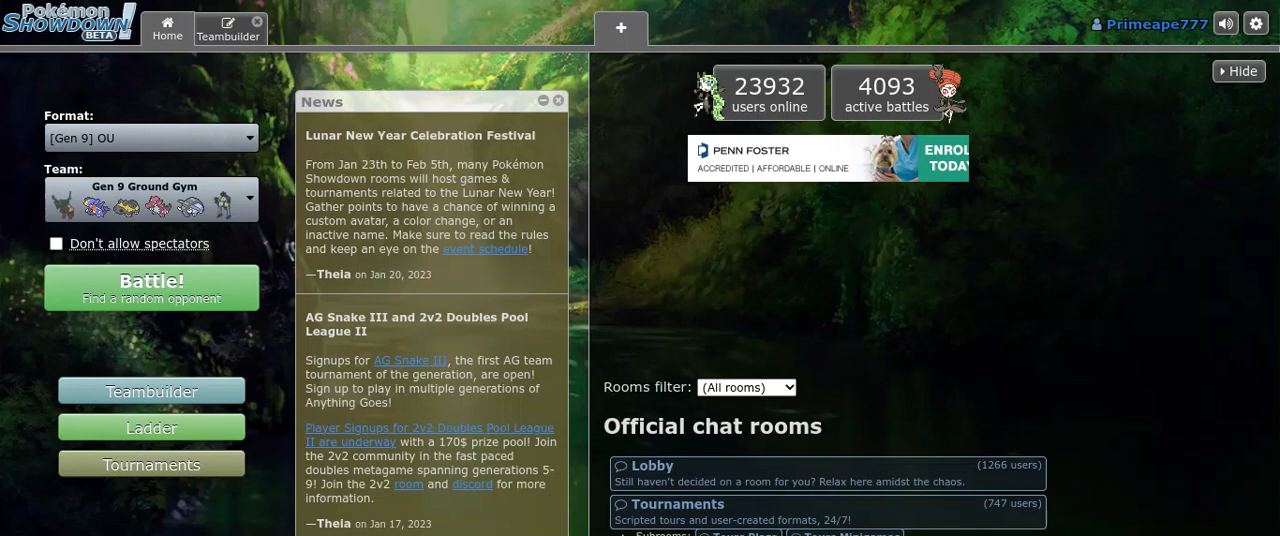 Pokémon
Showdown!
BETA
Home
Teambuilder
+
Primeape777
Format:
[Gen 9] OU
Team:
Gen 9 Ground Gym
Don't allow spectators
Battle!
Find a random opponent
Teambuilder
Ladder
Tournaments
News
Lunar New Year Celebration Festival
From Jan 23th to Feb 5th, many Pokémon
Showdown rooms will host games &
tournaments related to the Lunar New Year!
Gather points to have a chance of winning a
custom avatar, a color change, or an
inactive name. Make sure to read the rules
and keep an eye on the event schedule!
—Theia on Jan 20, 2023
AG Snake III and 2v2 Doubles Pool
League II
Signups for AG Snake III, the first AG team
tournament of the generation, are open!
Sign up to play in multiple generations of
Anything Goes!
Player Signups for 2v2 Doubles Pool League
II are underway with a 170$ prize pool! Join
the 2v2 community in the fast paced
doubles metagame spanning generations 5-
9! Join the 2v2 room and discord for more
information.
—Theia on Jan 17, 2023
23932
users online
4093
active battles
Hide
PENN FOSTER
ACCREDITED | AFFORDABLE | ONLINE
ENROL
TODAY
Rooms filter: (All rooms)
Official chat rooms
Lobby (1266 users)
Still haven't decided on a room for you? Relax here amidst the chaos.
Tournaments (747 users)
Scripted tours and user-created formats, 24/7!
Subrooms: Tours Plaza Tours Minigames